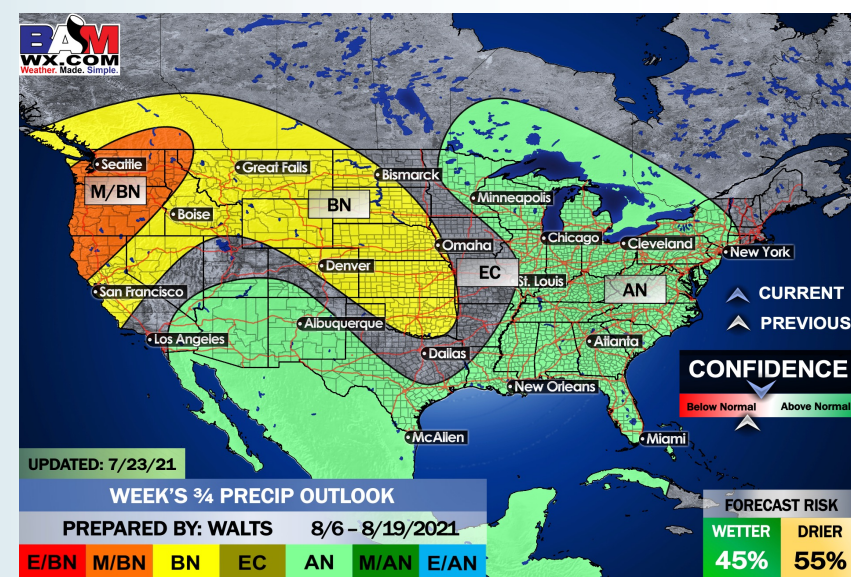 BAM
WX.COM
Weather. Made. Simple.
Seattle
Great Falls
Bismarck
M/BN
Boise
BN
Minneapolis
Omaha
Chicago
Cleveland
New York
Denver
EC
St. Louis
AN
San Francisco
Albuquerque
Los Angeles
Dallas
Atlanta
New Orleans
McAllen
Miami
CURRENT
PREVIOUS
CONFIDENCE
Below Normal Above Normal
UPDATED: 7/23/21
WEEK'S ¾ PRECIP OUTLOOK
PREPARED BY: WALTS 8/6 – 8/19/2021
E/BN M/BN BN EC AN M/AN E/AN
FORECAST RISK
WETTER DRIER
45% 55%